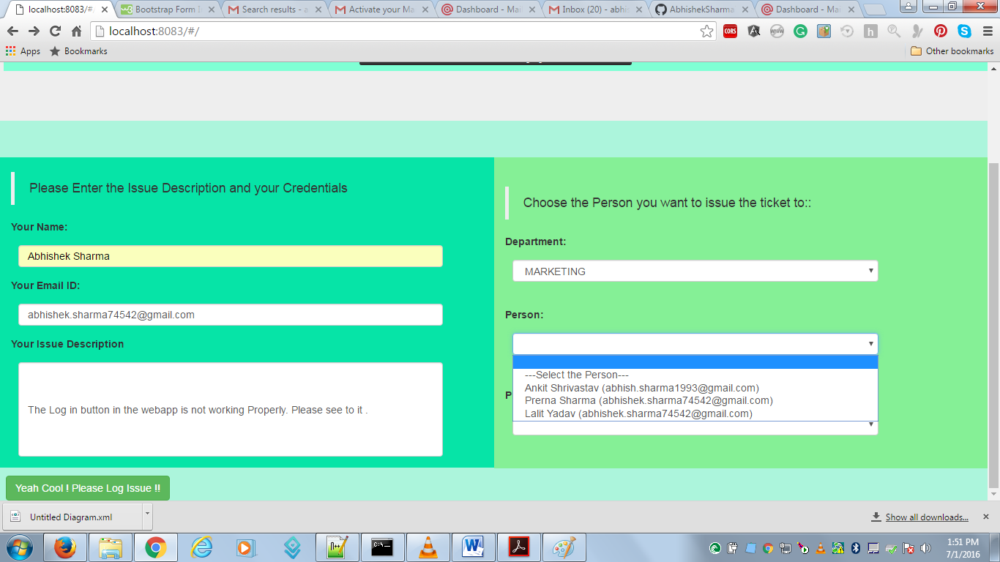 localhost:8083/#/
Bootstrap Form I
Search results - a
Activate your Ma
Dashboard - Mai
Inbox (20) - abhi
AbhishekSharma
Dashboard - Mai
localhost:8083/#/
CORS
Apps
Bookmarks
Other bookmarks
Please Enter the Issue Description and your Credentials
Your Name:
Abhishek Sharma
Your Email ID:
abhishek.sharma74542@gmail.com
Your Issue Description
The Log in button in the webapp is not working Properly. Please see to it .
Choose the Person you want to issue the ticket to::
Department:
MARKETING
Person:
---Select the Person---
Ankit Shrivastav (abhish.sharma1993@gmail.com)
Prerna Sharma (abhishek.sharma74542@gmail.com)
Lalit Yadav (abhishek.sharma74542@gmail.com)
P
Yeah Cool ! Please Log Issue !!
Untitled Diagram.xml
Show all downloads...
1:51 PM
7/1/2016